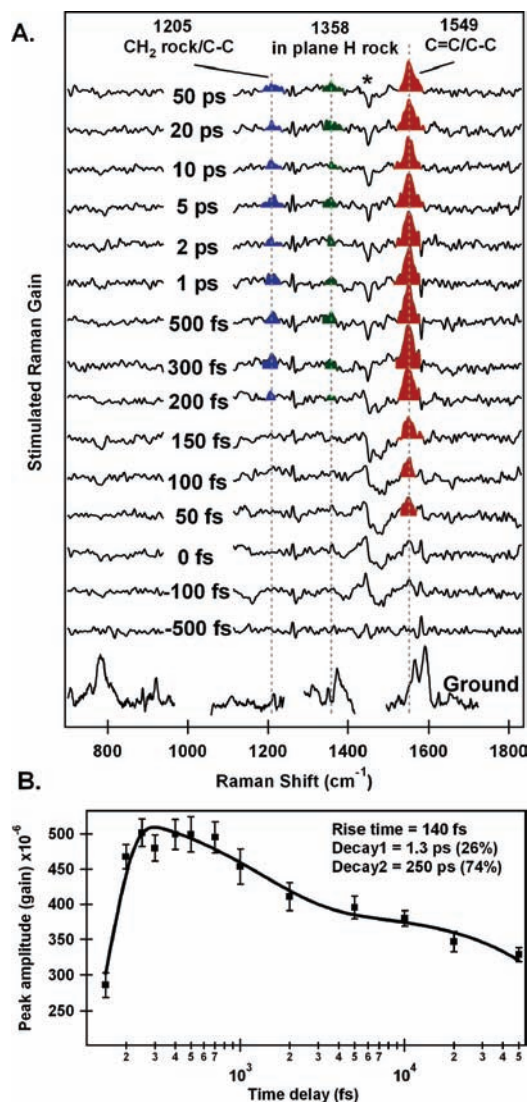 A.
1205 1358 1549
CH₂ rock/C-C in plane H rock C=C/C-C
*
50 ps
20 ps
10 ps
5 ps
2 ps
1 ps
500 fs
300 fs
200 fs
150 fs
100 fs
50 fs
0 fs
-100 fs
-500 fs
Ground
Stimulated Raman Gain
800 1000 1200 1400 1600 1800
Raman Shift (cm⁻¹)
B.
Rise time = 140 fs
Decay1 = 1.3 ps (26%)
Decay2 = 250 ps (74%)
Peak amplitude (gain) x10⁻⁶
500
450
400
350
300
250
2 3 4 5 6 7 10³ 2 3 4 5 6 7 10⁴ 2 3 4 5
Time delay (fs)